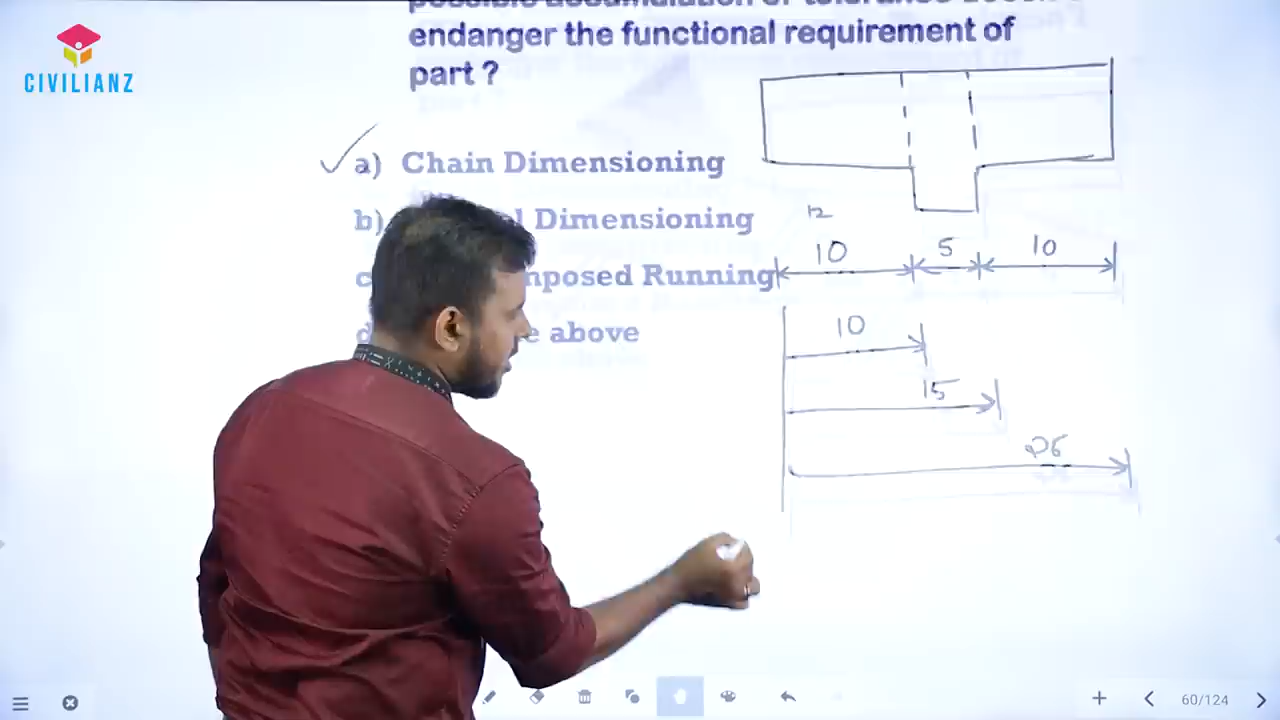 CIVILIANZ
endanger the functional requirement of
part ?
a) Chain Dimensioning
b) Dimensioning
Running
above
12
10 5 10
10
15
60/124